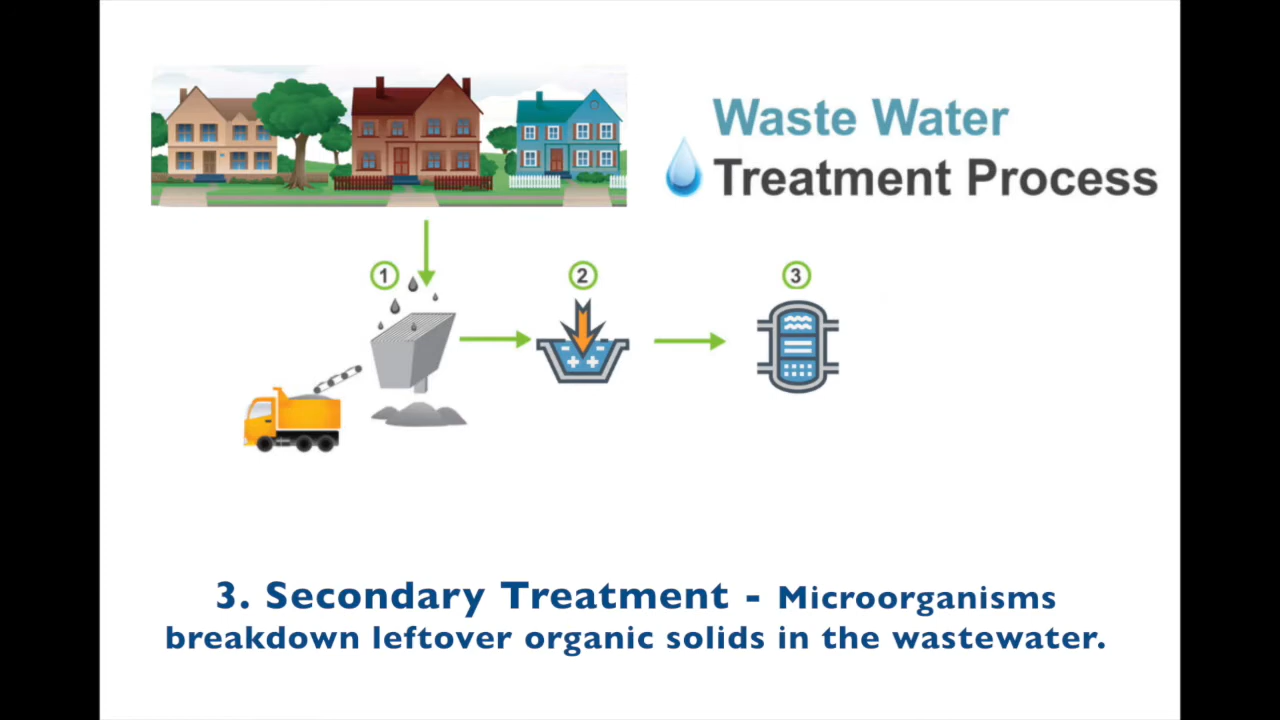 Waste Water
Treatment Process
1
2
3
3. Secondary Treatment - Microorganisms
breakdown leftover organic solids in the wastewater.